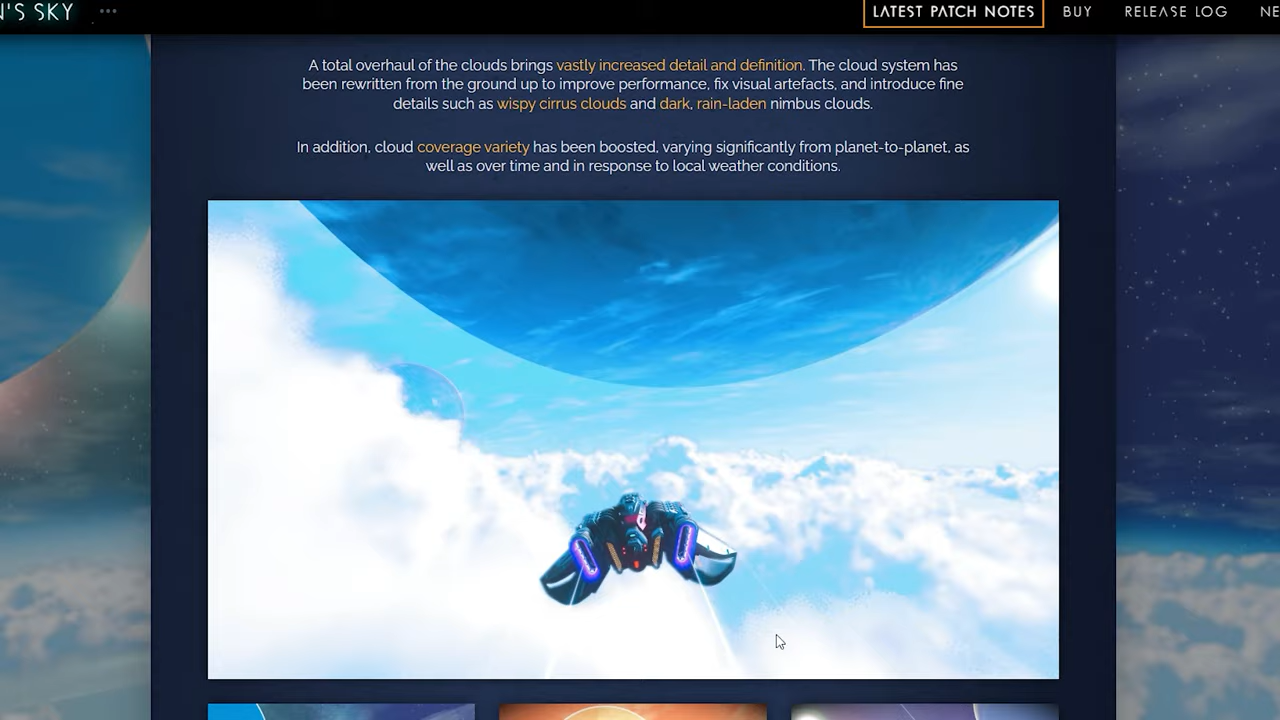 N'S SKY
LATEST PATCH NOTES
BUY
RELEASE LOG
NE
A total overhaul of the clouds brings vastly increased detail and definition. The cloud system has
been rewritten from the ground up to improve performance, fix visual artefacts, and introduce fine
details such as wispy cirrus clouds and dark, rain-laden nimbus clouds.
In addition, cloud coverage variety has been boosted, varying significantly from planet-to-planet, as
well as over time and in response to local weather conditions.